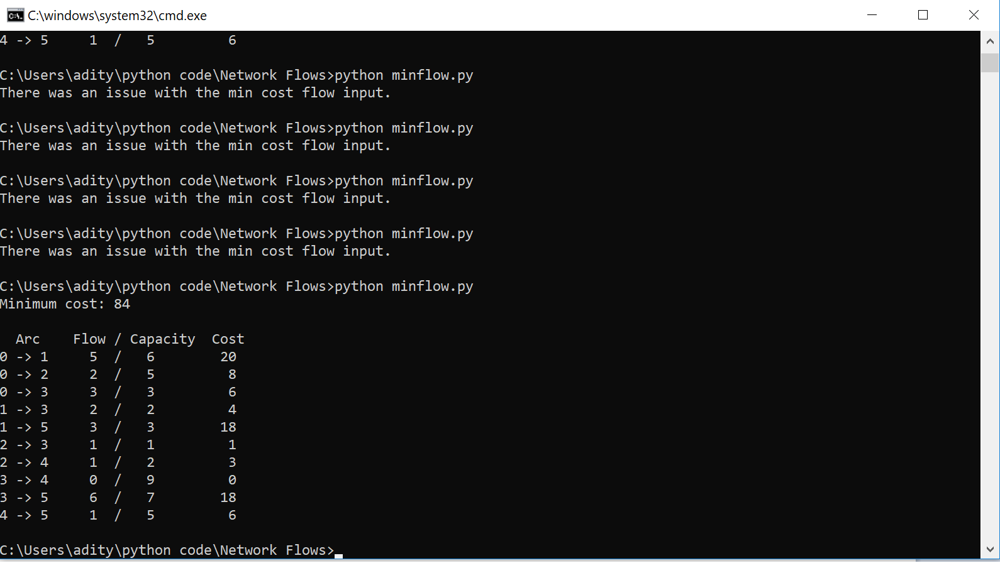 C:\windows\system32\cmd.exe
4 -> 5     1  /   5         6
C:\Users\adity\python code\Network Flows>python minflow.py
There was an issue with the min cost flow input.
C:\Users\adity\python code\Network Flows>python minflow.py
There was an issue with the min cost flow input.
C:\Users\adity\python code\Network Flows>python minflow.py
There was an issue with the min cost flow input.
C:\Users\adity\python code\Network Flows>python minflow.py
There was an issue with the min cost flow input.
C:\Users\adity\python code\Network Flows>python minflow.py
Minimum cost: 84
  Arc    Flow / Capacity  Cost
0 -> 1     5  /   6        20
0 -> 2     2  /   5         8
0 -> 3     3  /   3         6
1 -> 3     2  /   2         4
1 -> 5     3  /   3        18
2 -> 3     1  /   1         1
2 -> 4     1  /   2         3
3 -> 4     0  /   9         0
3 -> 5     6  /   7        18
4 -> 5     1  /   5         6
C:\Users\adity\python code\Network Flows>